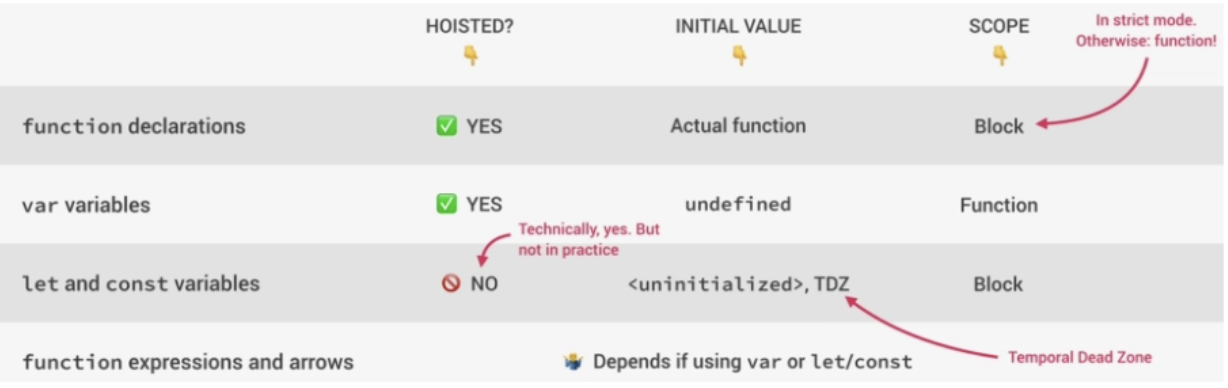 HOISTED? INITIAL VALUE SCOPE
In strict mode.
Otherwise: function!
👇 👇 👇
function declarations ✅ YES Actual function Block
var variables ✅ YES undefined Function
Technically, yes. But
not in practice
let and const variables 🚫 NO <uninitialized>, TDZ Block
Temporal Dead Zone
function expressions and arrows 🤷‍♂️ Depends if using var or let/const